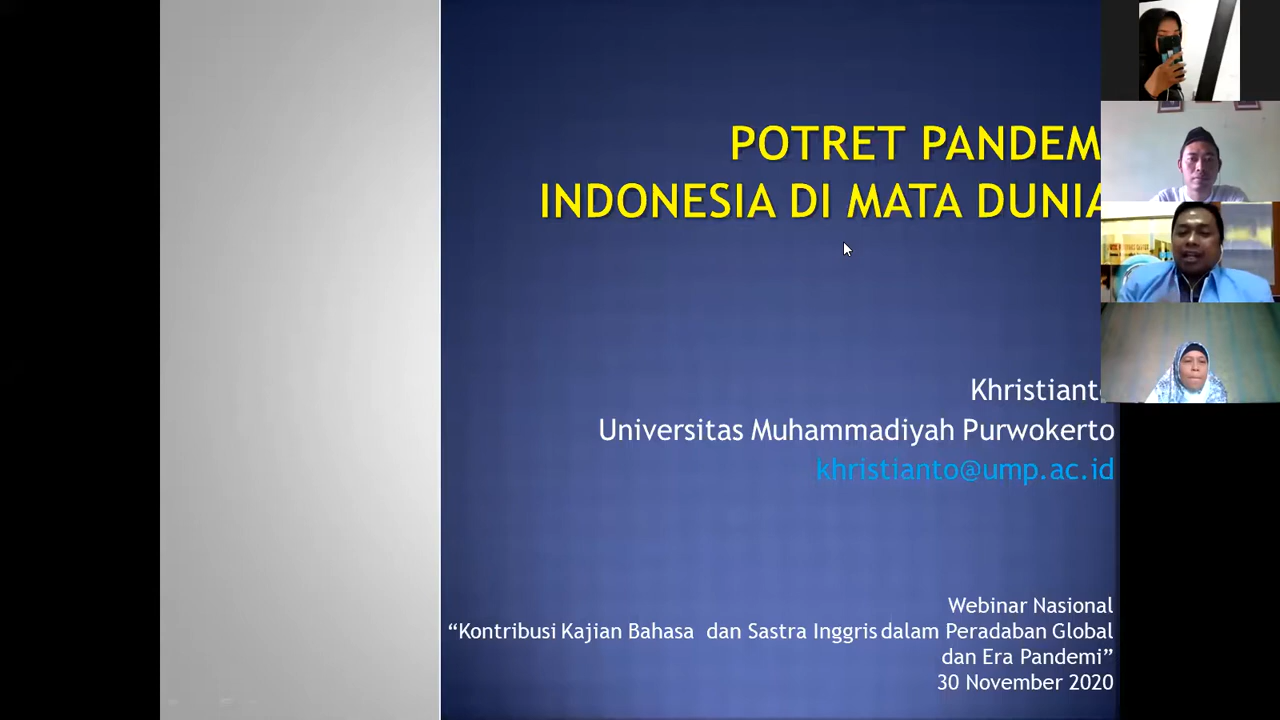 POTRET PANDEM
INDONESIA DI MATA DUNIA
Khristianto
Universitas Muhammadiyah Purwokerto
khristianto@ump.ac.id
Webinar Nasional
“Kontribusi Kajian Bahasa dan Sastra Inggris dalam Peradaban Global
dan Era Pandemi”
30 November 2020